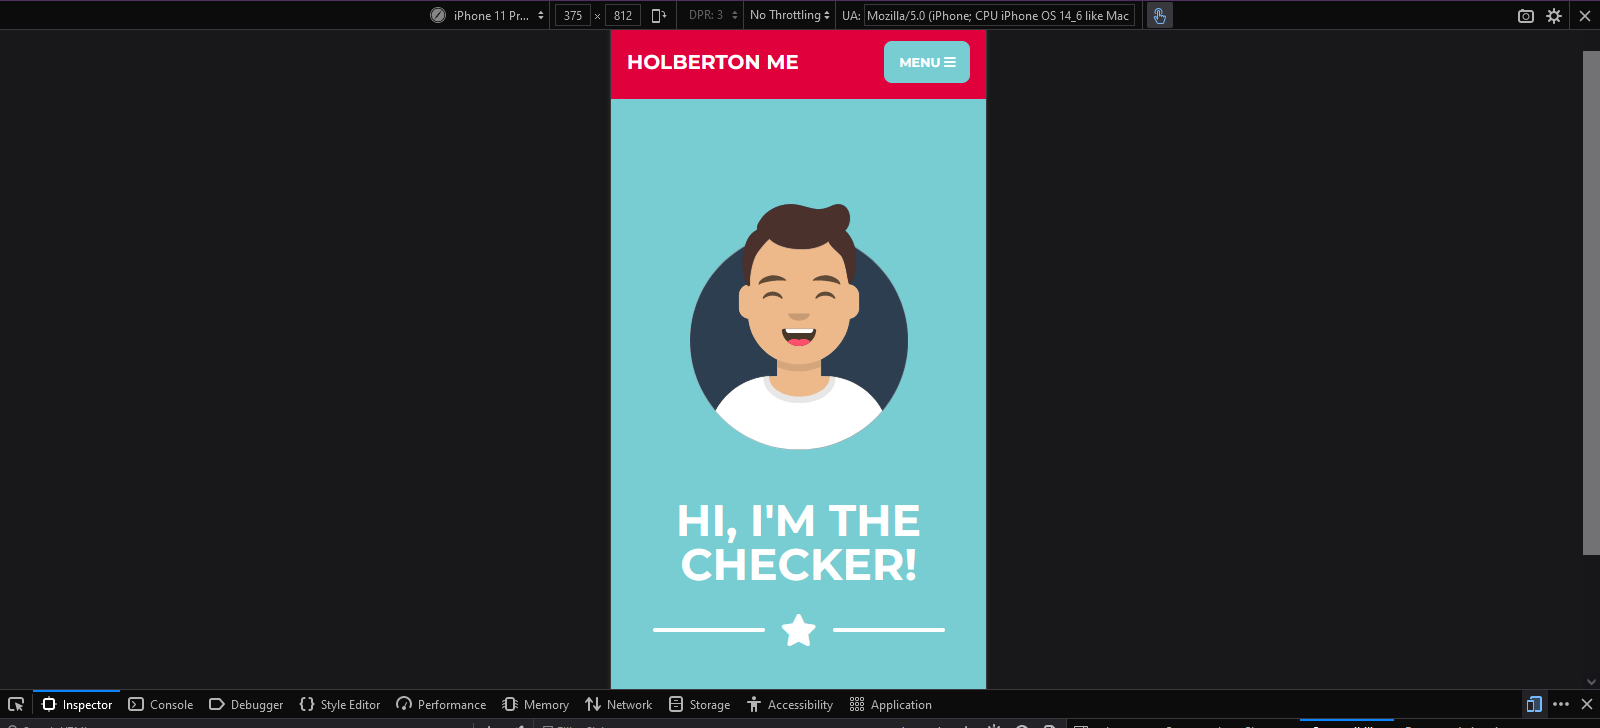 iPhone 11 Pr... 375 × 812 DPR: 3 No Throttling UA: Mozilla/5.0 (iPhone; CPU iPhone OS 14_6 like Mac
HOLBERTON ME
MENU
HI, I'M THE
CHECKER!
Inspector Console Debugger Style Editor Performance Memory Network Storage Accessibility Application